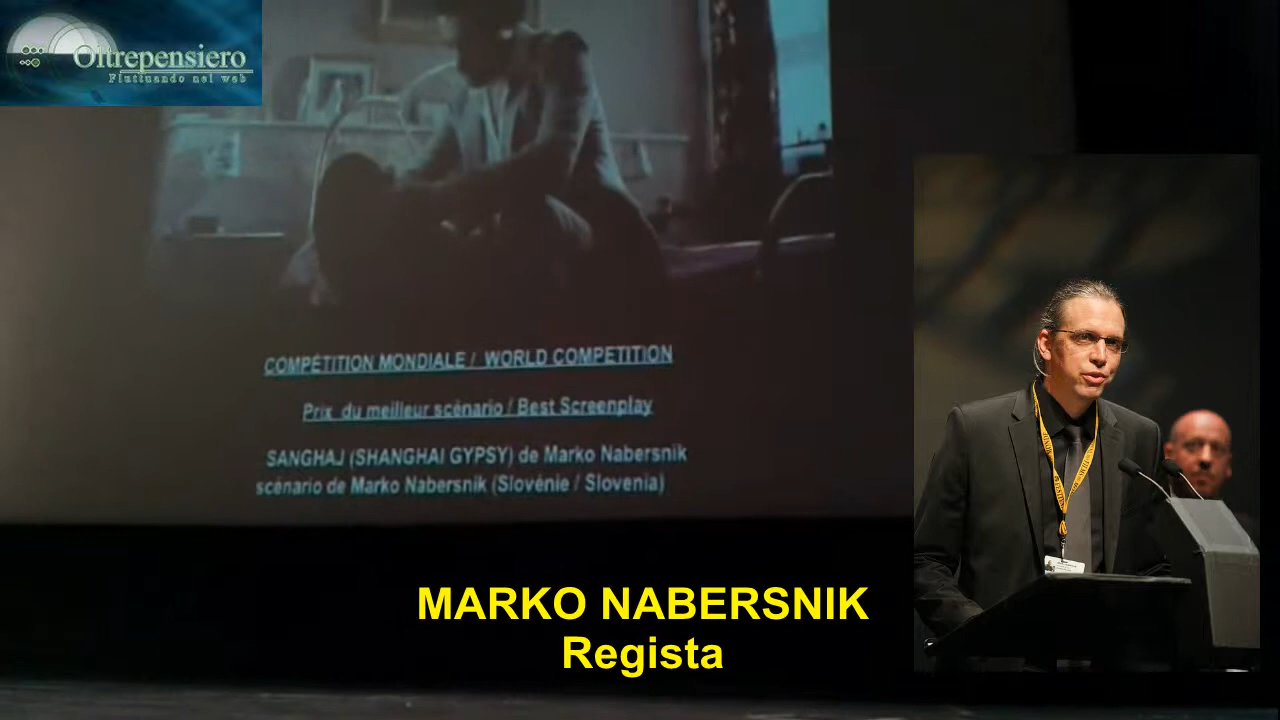 Oltrepensiero
Fluttuando nel web
COMPÉTITION MONDIALE / WORLD COMPETITION
Prix du meilleur scénario / Best Screenplay
SANGHAJ (SHANGHAI GYPSY) de Marko Nabersnik
scénario de Marko Nabersnik (Slovénie / Slovenia)
MARKO NABERSNIK
Regista